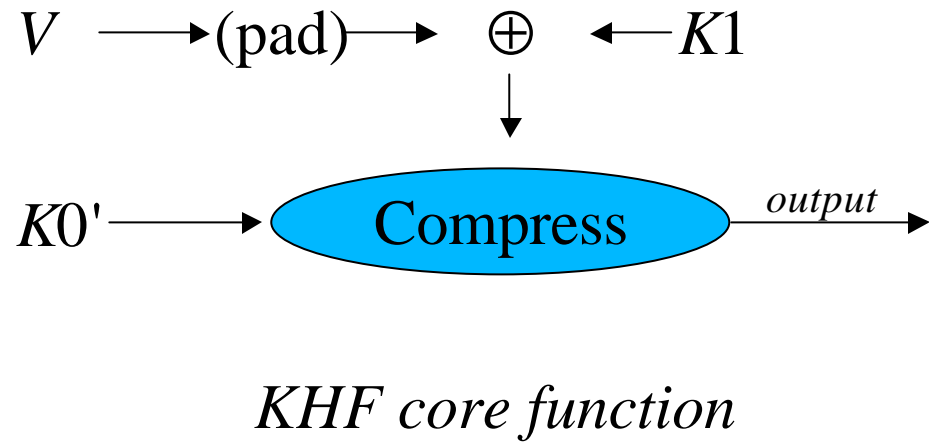 V (pad) ⊕ K1
K0' Compress output
KHF core function